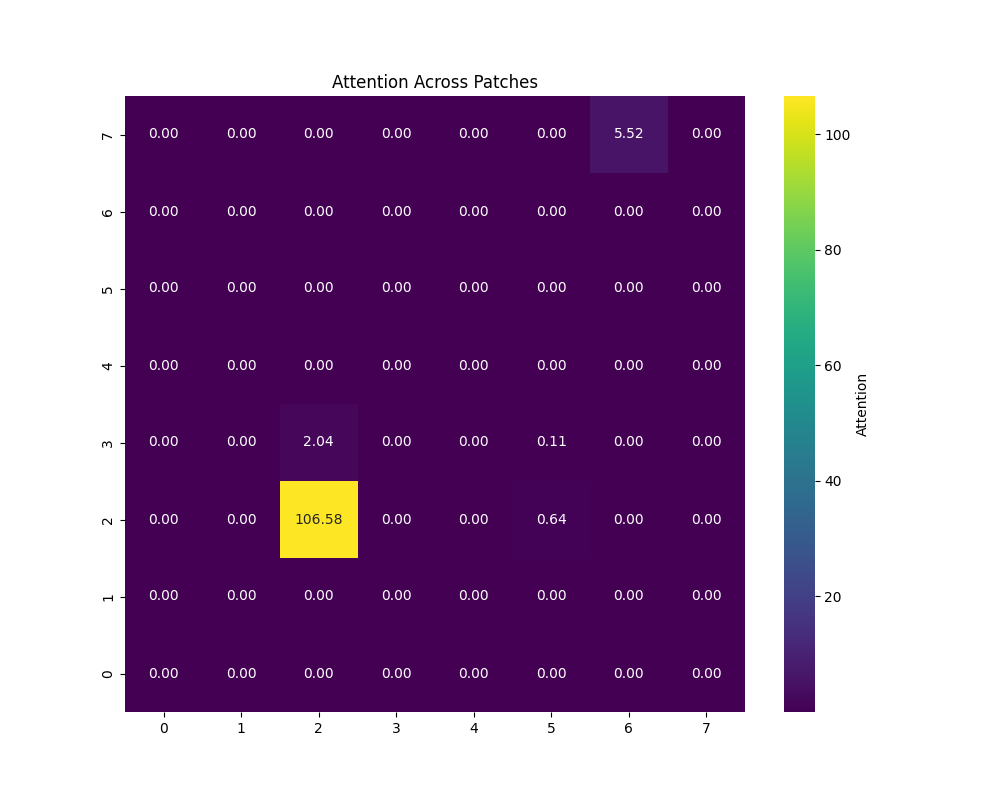 Attention Across Patches
7 0.00 0.00 0.00 0.00 0.00 0.00 5.52 0.00
6 0.00 0.00 0.00 0.00 0.00 0.00 0.00 0.00
5 0.00 0.00 0.00 0.00 0.00 0.00 0.00 0.00
4 0.00 0.00 0.00 0.00 0.00 0.00 0.00 0.00
3 0.00 0.00 2.04 0.00 0.00 0.11 0.00 0.00
2 0.00 0.00 106.58 0.00 0.00 0.64 0.00 0.00
1 0.00 0.00 0.00 0.00 0.00 0.00 0.00 0.00
0 0.00 0.00 0.00 0.00 0.00 0.00 0.00 0.00
0 1 2 3 4 5 6 7
100
80
60
40
20
Attention